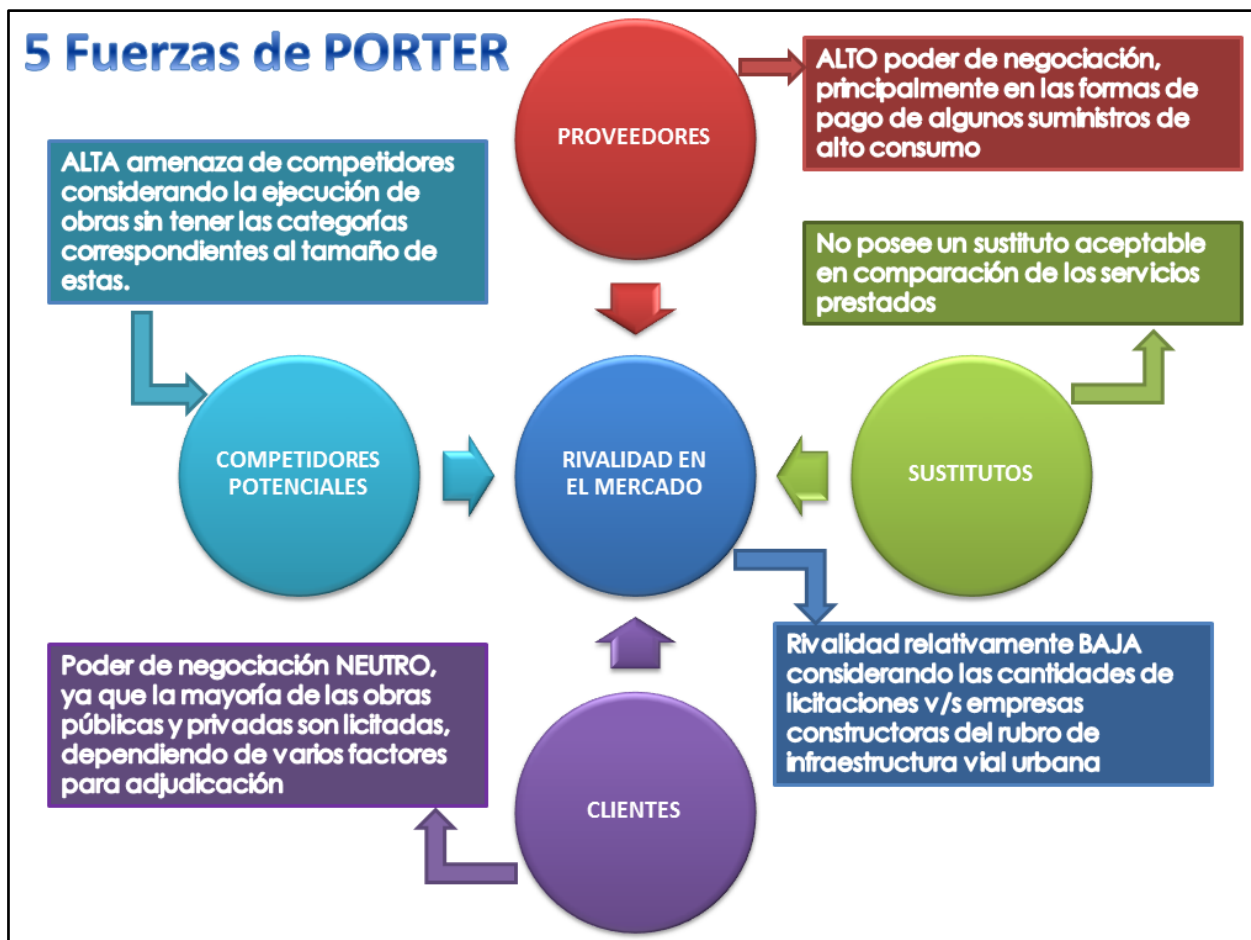 5 Fuerzas de PORTER
PROVEEDORES
ALTO poder de negociación,
principalmente en las formas de
pago de algunos suministros de
alto consumo
ALTA amenaza de competidores
considerando la ejecución de
obras sin tener las categorías
correspondientes al tamaño de
estas.
No posee un sustituto aceptable
en comparación de los servicios
prestados
COMPETIDORES
POTENCIALES
RIVALIDAD EN
EL MERCADO
SUSTITUTOS
Poder de negociación NEUTRO,
ya que la mayoría de las obras
públicas y privadas son licitadas,
dependiendo de varios factores
para adjudicación
Rivalidad relativamente BAJA
considerando las cantidades de
licitaciones v/s empresas
constructoras del rubro de
infraestructura vial urbana
CLIENTES